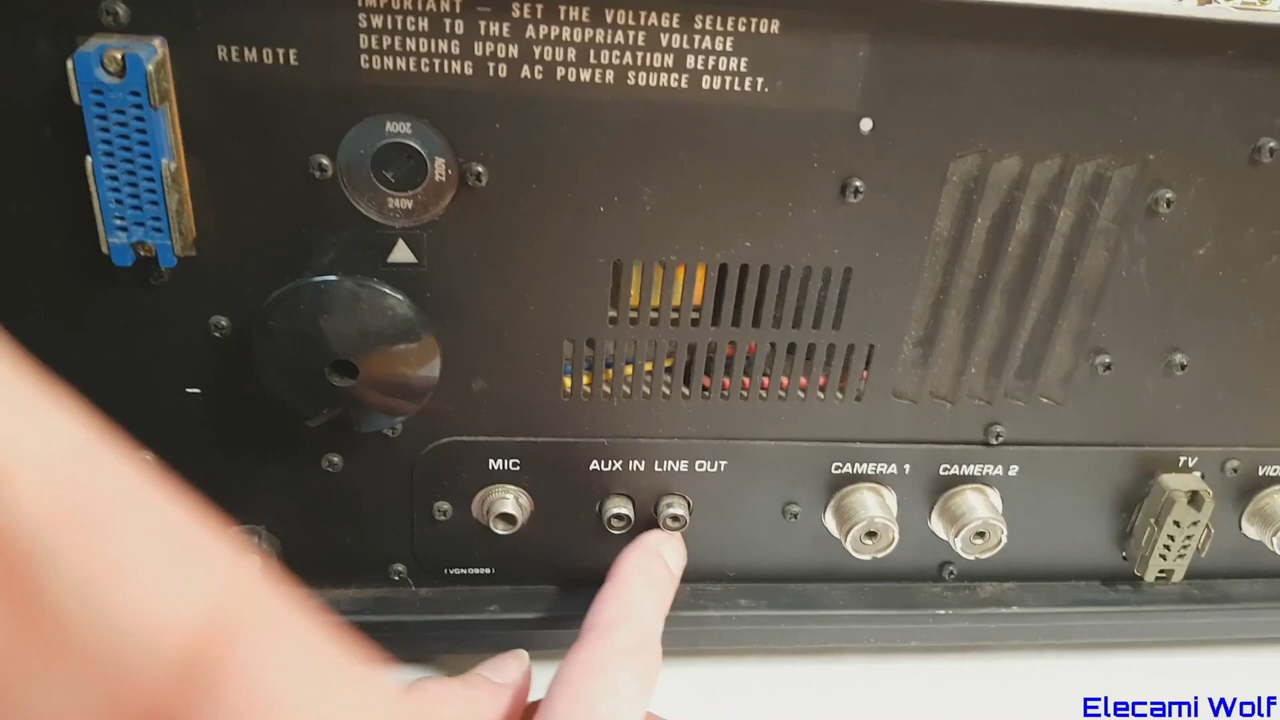 IMPORTANT — SET THE VOLTAGE SELECTOR
SWITCH TO THE APPROPRIATE VOLTAGE
DEPENDING UPON YOUR LOCATION BEFORE
CONNECTING TO AC POWER SOURCE OUTLET.
REMOTE
200V
220V
240V
MIC
AUX IN LINE OUT
CAMERA 1
CAMERA 2
TV
(VGN0928)
Elecami Wolf